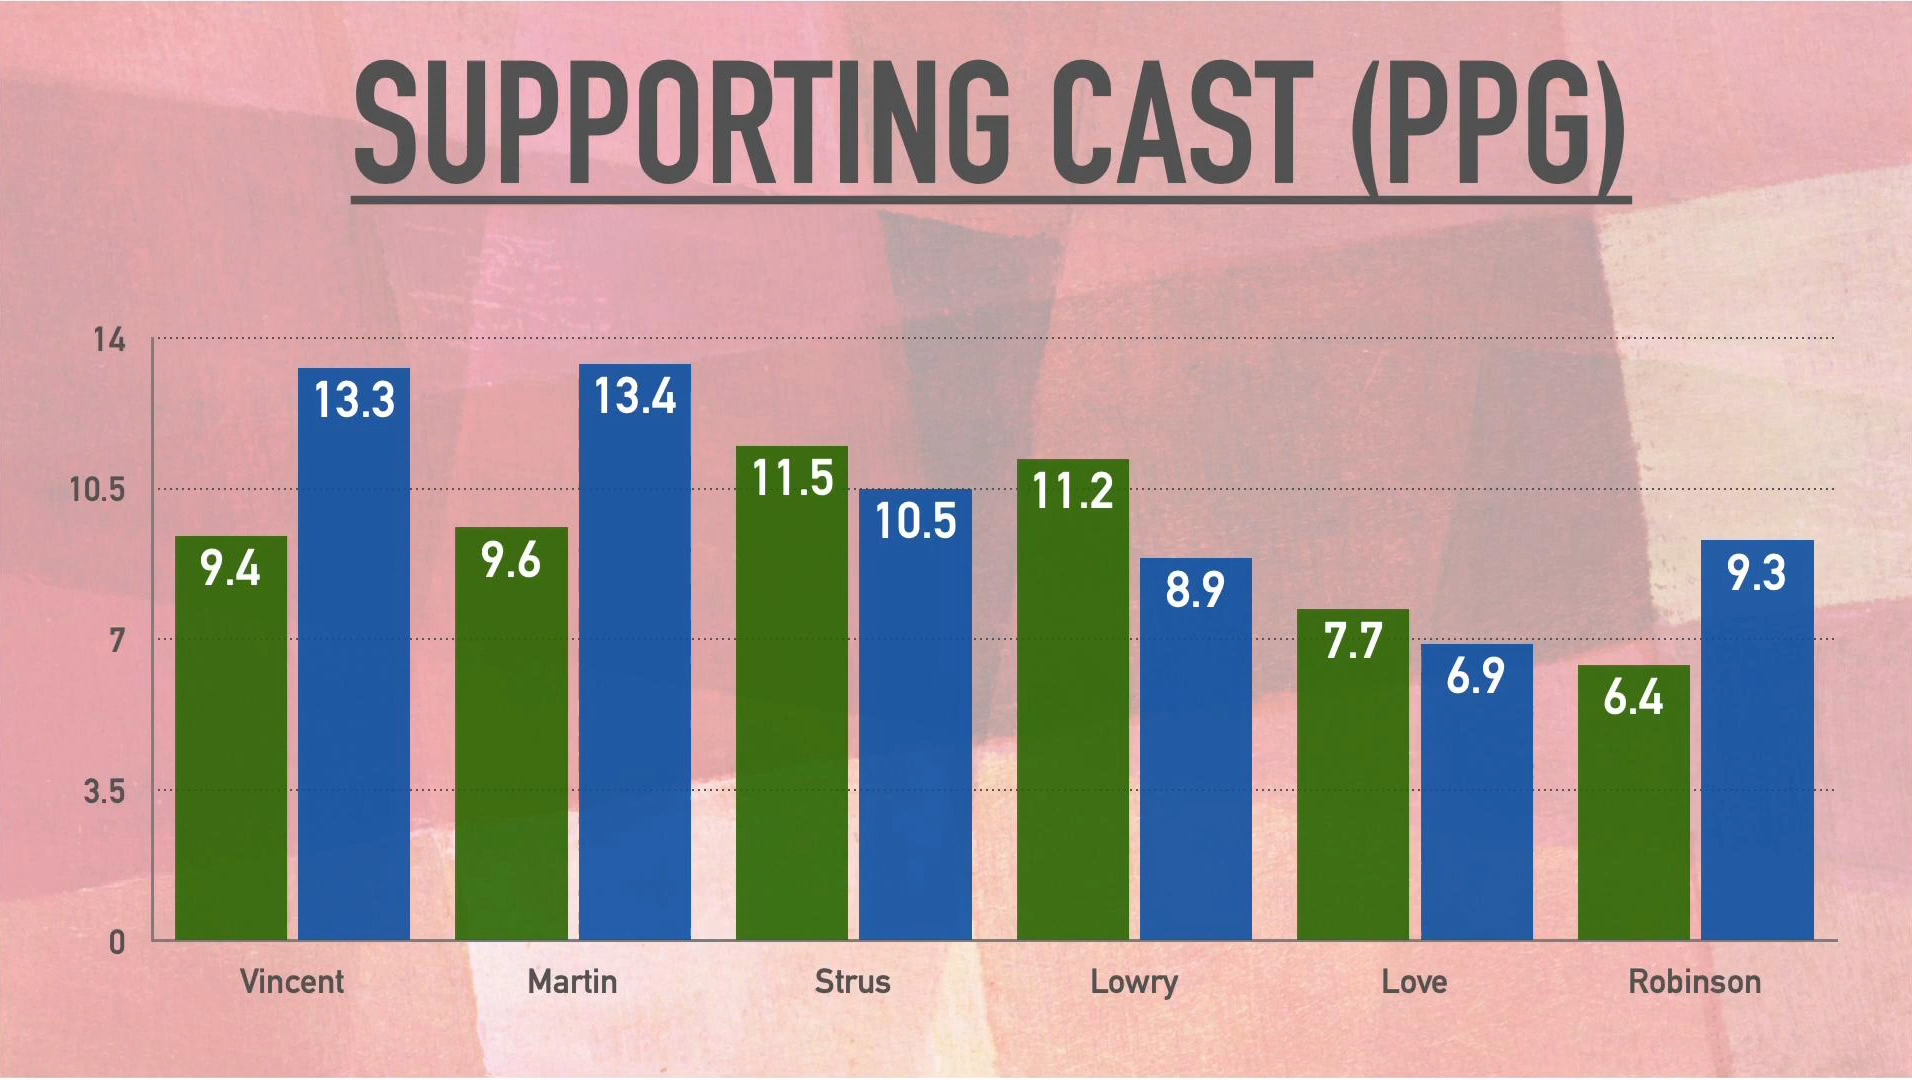 SUPPORTING CAST (PPG)
14
10.5
7
3.5
0
9.4
13.3
9.6
13.4
11.5
10.5
11.2
8.9
7.7
6.9
6.4
9.3
Vincent
Martin
Strus
Lowry
Love
Robinson